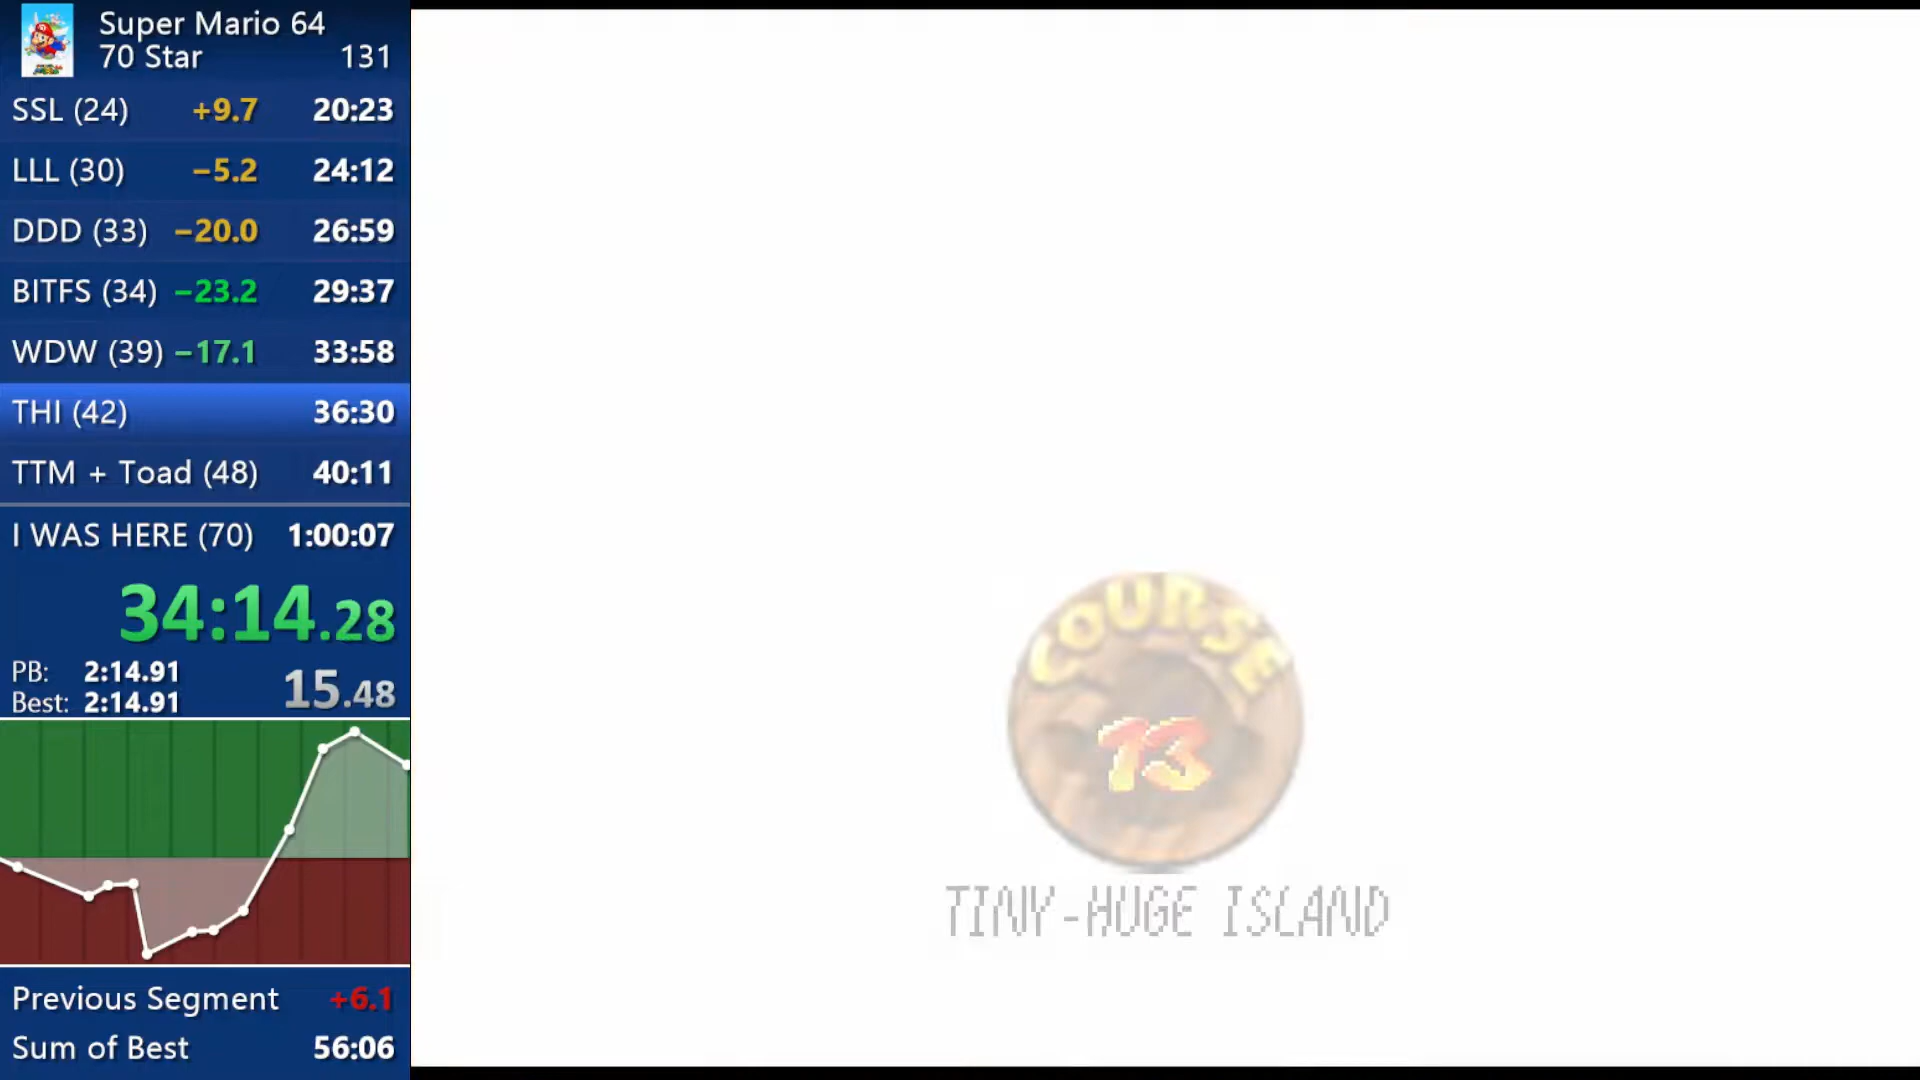 Super Mario 64
70 Star 131
SSL (24) +9.7 20:23
LLL (30) −5.2 24:12
DDD (33) −20.0 26:59
BITFS (34) −23.2 29:37
WDW (39) −17.1 33:58
THI (42) 36:30
TTM + Toad (48) 40:11
I WAS HERE (70) 1:00:07
34:14.28
PB: 2:14.91
Best: 2:14.91
15.48
Previous Segment +6.1
Sum of Best 56:06
COURSE
13
TINY-HUGE ISLAND